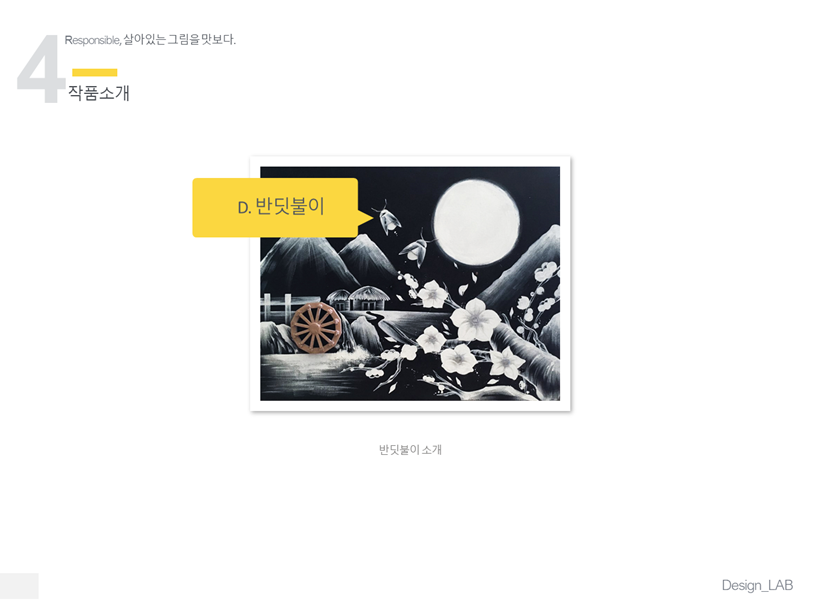 4
Responsible, 살아있는 그림을 맛보다.
작품소개
D. 반딧불이
반딧불이 소개
Design_LAB